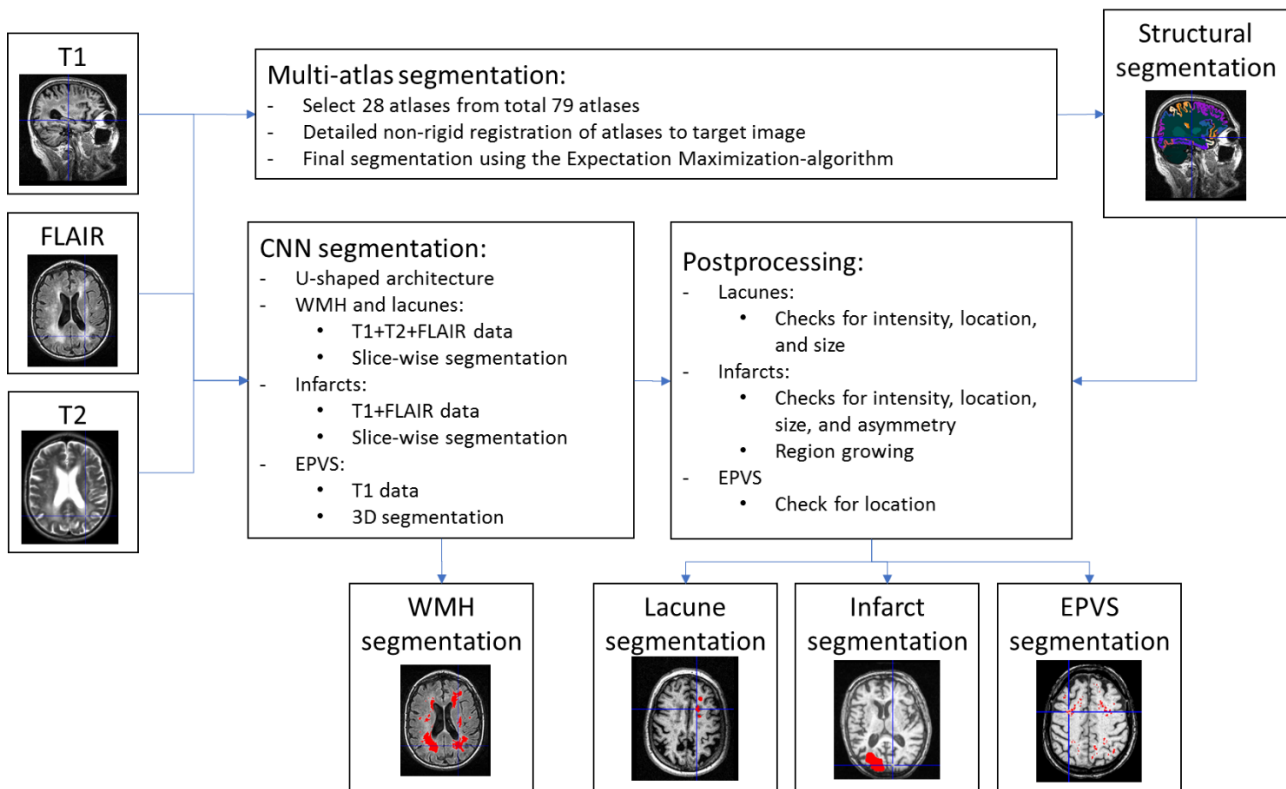 T1
Multi-atlas segmentation:
- Select 28 atlases from total 79 atlases
- Detailed non-rigid registration of atlases to target image
- Final segmentation using the Expectation Maximization-algorithm
Structural
segmentation
FLAIR
T2
CNN segmentation:
- U-shaped architecture
- WMH and lacunes:
• T1+T2+FLAIR data
• Slice-wise segmentation
- Infarcts:
• T1+FLAIR data
• Slice-wise segmentation
- EPVS:
• T1 data
• 3D segmentation
Postprocessing:
- Lacunes:
• Checks for intensity, location,
and size
- Infarcts:
• Checks for intensity, location,
size, and asymmetry
• Region growing
- EPVS
• Check for location
WMH
segmentation
Lacune
segmentation
Infarct
segmentation
EPVS
segmentation